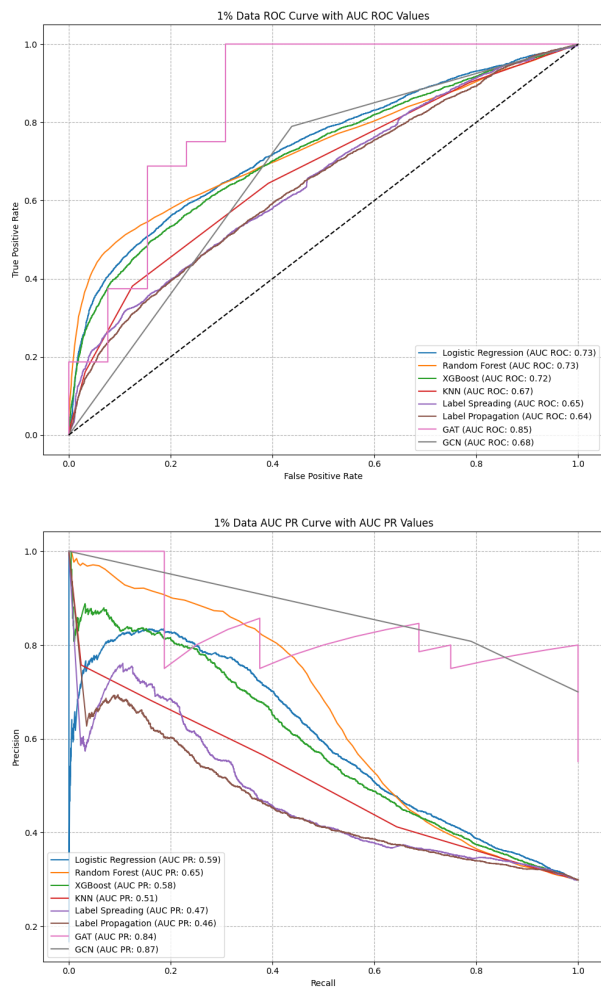 1% Data ROC Curve with AUC ROC Values
1.0
0.8
0.6
0.4
0.2
0.0
True Positive Rate
Logistic Regression (AUC ROC: 0.73)
Random Forest (AUC ROC: 0.73)
XGBoost (AUC ROC: 0.72)
KNN (AUC ROC: 0.67)
Label Spreading (AUC ROC: 0.65)
Label Propagation (AUC ROC: 0.64)
GAT (AUC ROC: 0.85)
GCN (AUC ROC: 0.68)
0.0 0.2 0.4 0.6 0.8 1.0
False Positive Rate
1% Data AUC PR Curve with AUC PR Values
1.0
0.8
0.6
0.4
0.2
Precision
Logistic Regression (AUC PR: 0.59)
Random Forest (AUC PR: 0.65)
XGBoost (AUC PR: 0.58)
KNN (AUC PR: 0.51)
Label Spreading (AUC PR: 0.47)
Label Propagation (AUC PR: 0.46)
GAT (AUC PR: 0.84)
GCN (AUC PR: 0.87)
0.0 0.2 0.4 0.6 0.8 1.0
Recall